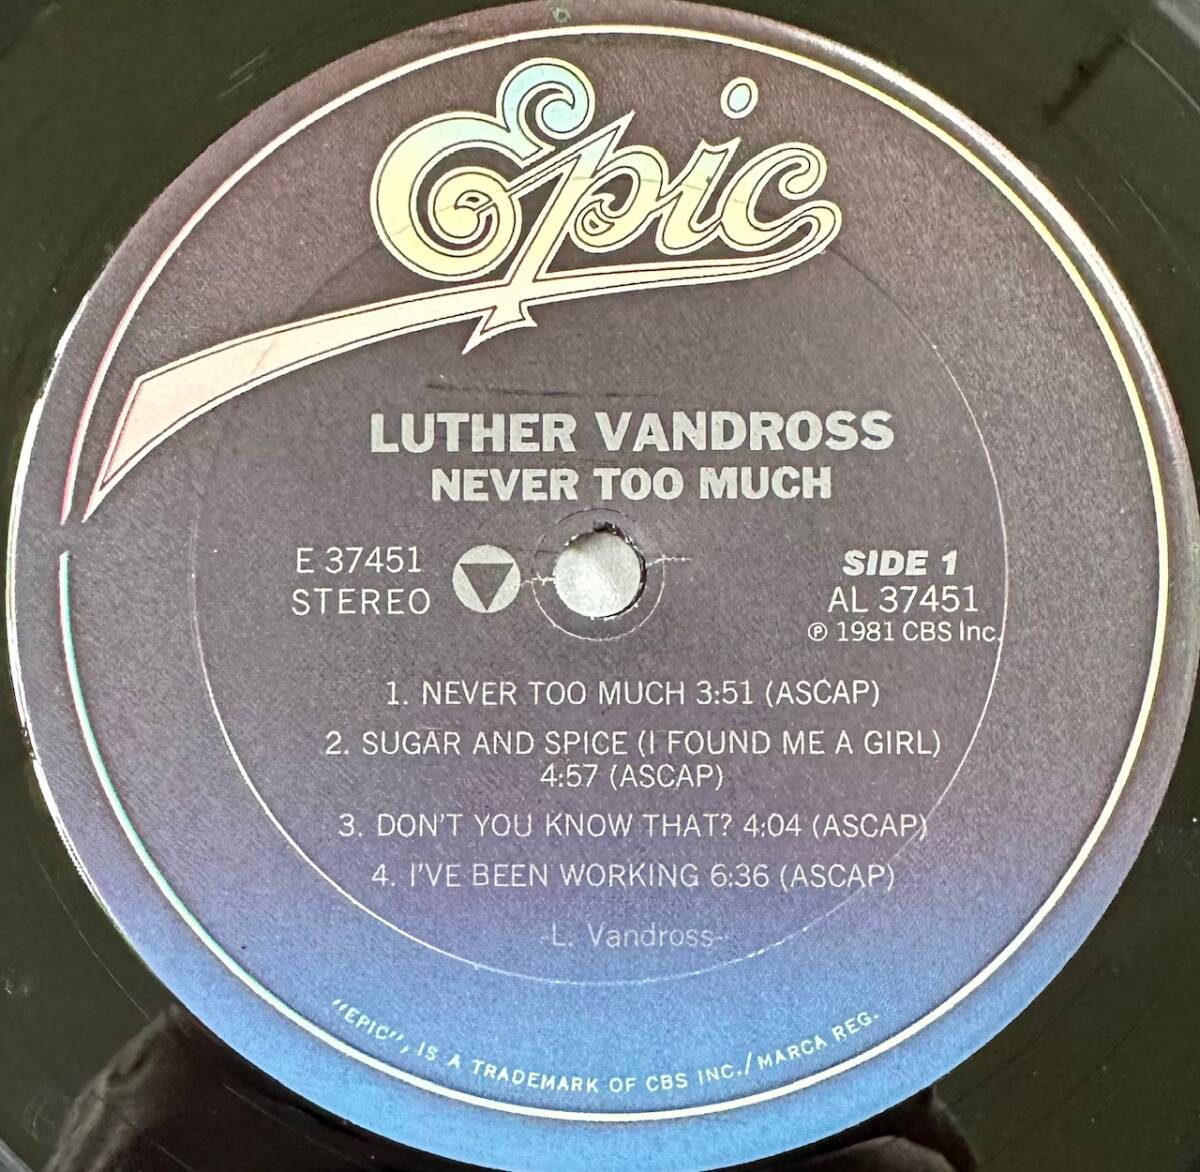 Epic
LUTHER VANDROSS
NEVER TOO MUCH
E 37451
STEREO
SIDE 1
AL 37451
℗ 1981 CBS Inc.
1. NEVER TOO MUCH 3:51 (ASCAP)
2. SUGAR AND SPICE (I FOUND ME A GIRL)
4:57 (ASCAP)
3. DON'T YOU KNOW THAT? 4:04 (ASCAP)
4. I'VE BEEN WORKING 6:36 (ASCAP)
-L. Vandross-
"EPIC", IS A TRADEMARK OF CBS INC./MARCA REG.